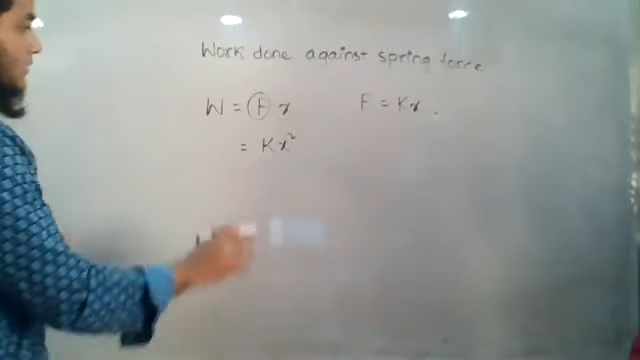 Work done against spring force
W = F x F = Kx .
= Kx²